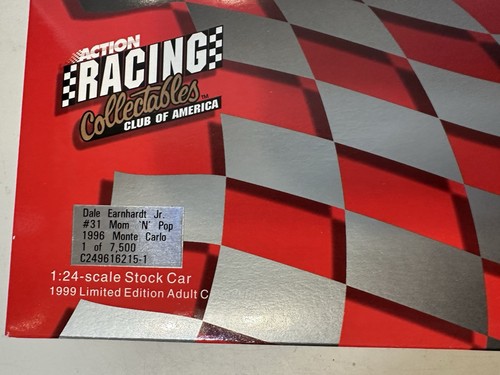 ACTION
RACING
Collectables
CLUB OF AMERICA
Dale Earnhardt Jr.
#31 Mom 'N' Pop
1996 Monte Carlo
1 of 7,500
C249616215-1
1:24-scale Stock Car
1999 Limited Edition Adult C